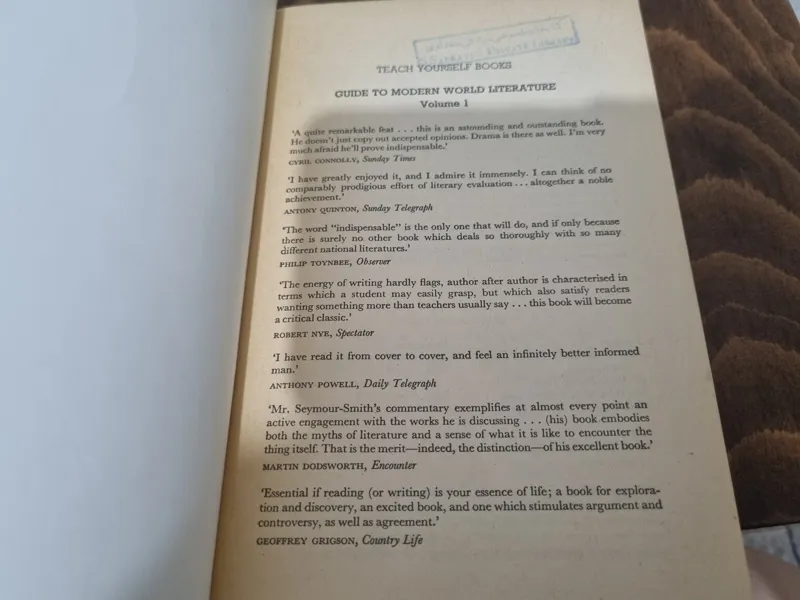 TEACH YOURSELF BOOKS
GUIDE TO MODERN WORLD LITERATURE
Volume 1
'A quite remarkable feat . . . this is an astounding and outstanding book.
He doesn't just copy out accepted opinions. Drama is there as well. I'm very
much afraid he'll prove indispensable.'
CYRIL CONNOLLY, Sunday Times
'I have greatly enjoyed it, and I admire it immensely. I can think of no
comparably prodigious effort of literary evaluation . . . altogether a noble
achievement.'
ANTONY QUINTON, Sunday Telegraph
'The word "indispensable" is the only one that will do, and if only because
there is surely no other book which deals so thoroughly with so many
different national literatures.'
PHILIP TOYNBEE, Observer
'The energy of writing hardly flags, author after author is characterised in
terms which a student may easily grasp, but which also satisfy readers
wanting something more than teachers usually say . . . this book will become
a critical classic.'
ROBERT NYE, Spectator
'I have read it from cover to cover, and feel an infinitely better informed
man.'
ANTHONY POWELL, Daily Telegraph
'Mr. Seymour-Smith's commentary exemplifies at almost every point an
active engagement with the works he is discussing . . . (his) book embodies
both the myths of literature and a sense of what it is like to encounter the
thing itself. That is the merit—indeed, the distinction—of his excellent book.'
MARTIN DODSWORTH, Encounter
'Essential if reading (or writing) is your essence of life; a book for explora-
tion and discovery, an excited book, and one which stimulates argument and
controversy, as well as agreement.'
GEOFFREY GRIGSON, Country Life